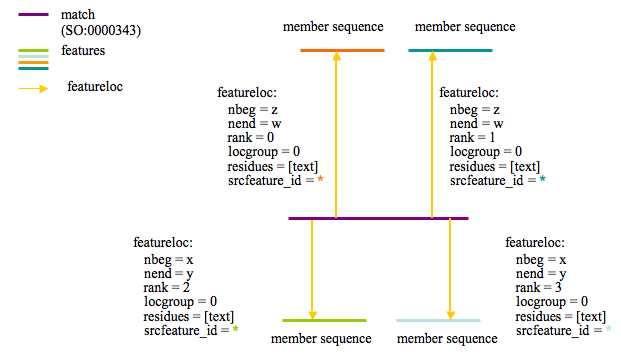 match
(SO:0000343)
features
featureloc
member sequence
member sequence
featureloc:
nbeg = z
nend = w
rank = 0
locgroup = 0
residues = [text]
srcfeature_id = *
featureloc:
nbeg = z
nend = w
rank = 1
locgroup = 0
residues = [text]
srcfeature_id = *
featureloc:
nbeg = x
nend = y
rank = 2
locgroup = 0
residues = [text]
srcfeature_id = *
featureloc:
nbeg = x
nend = y
rank = 3
locgroup = 0
residues = [text]
srcfeature_id = *
member sequence
member sequence